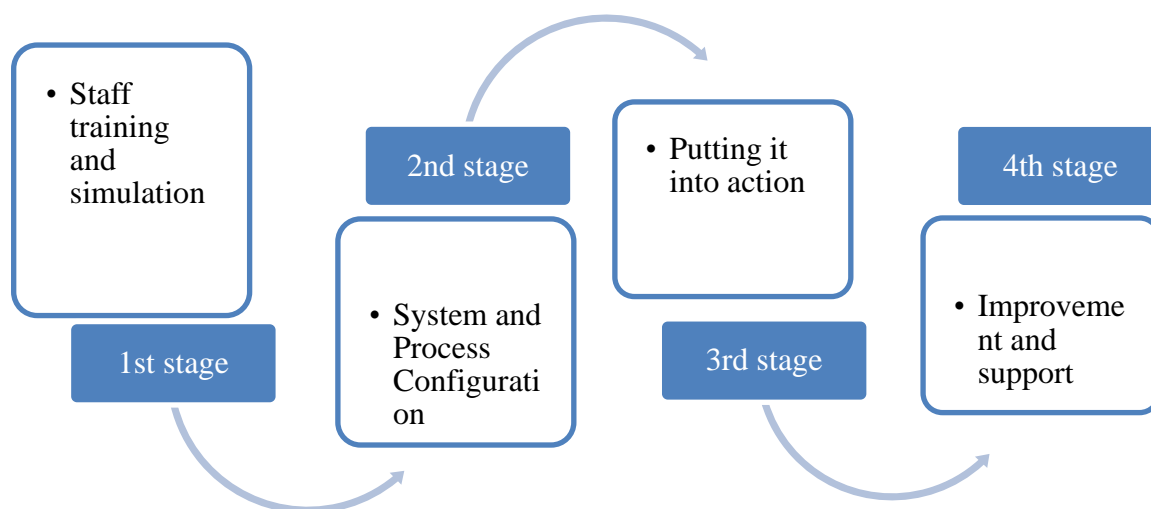 • Staff
training
and
simulation
1st stage
2nd stage
• System and
Process
Configurati
on
• Putting it
into action
3rd stage
4th stage
• Improveme
nt and
support